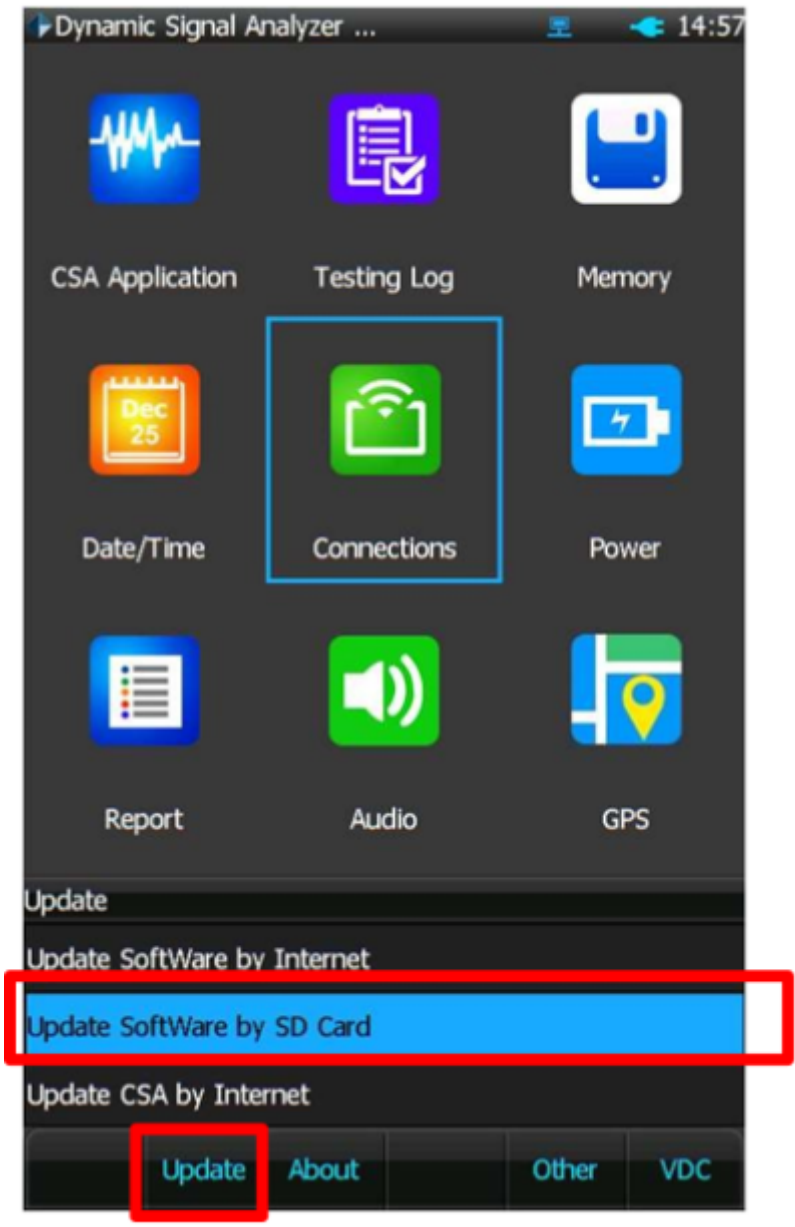 Dynamic Signal Analyzer ... 14:57
CSA Application Testing Log Memory
Dec
25
Date/Time Connections Power
Report Audio GPS
Update
Update SoftWare by Internet
Update SoftWare by SD Card
Update CSA by Internet
Update About Other VDC